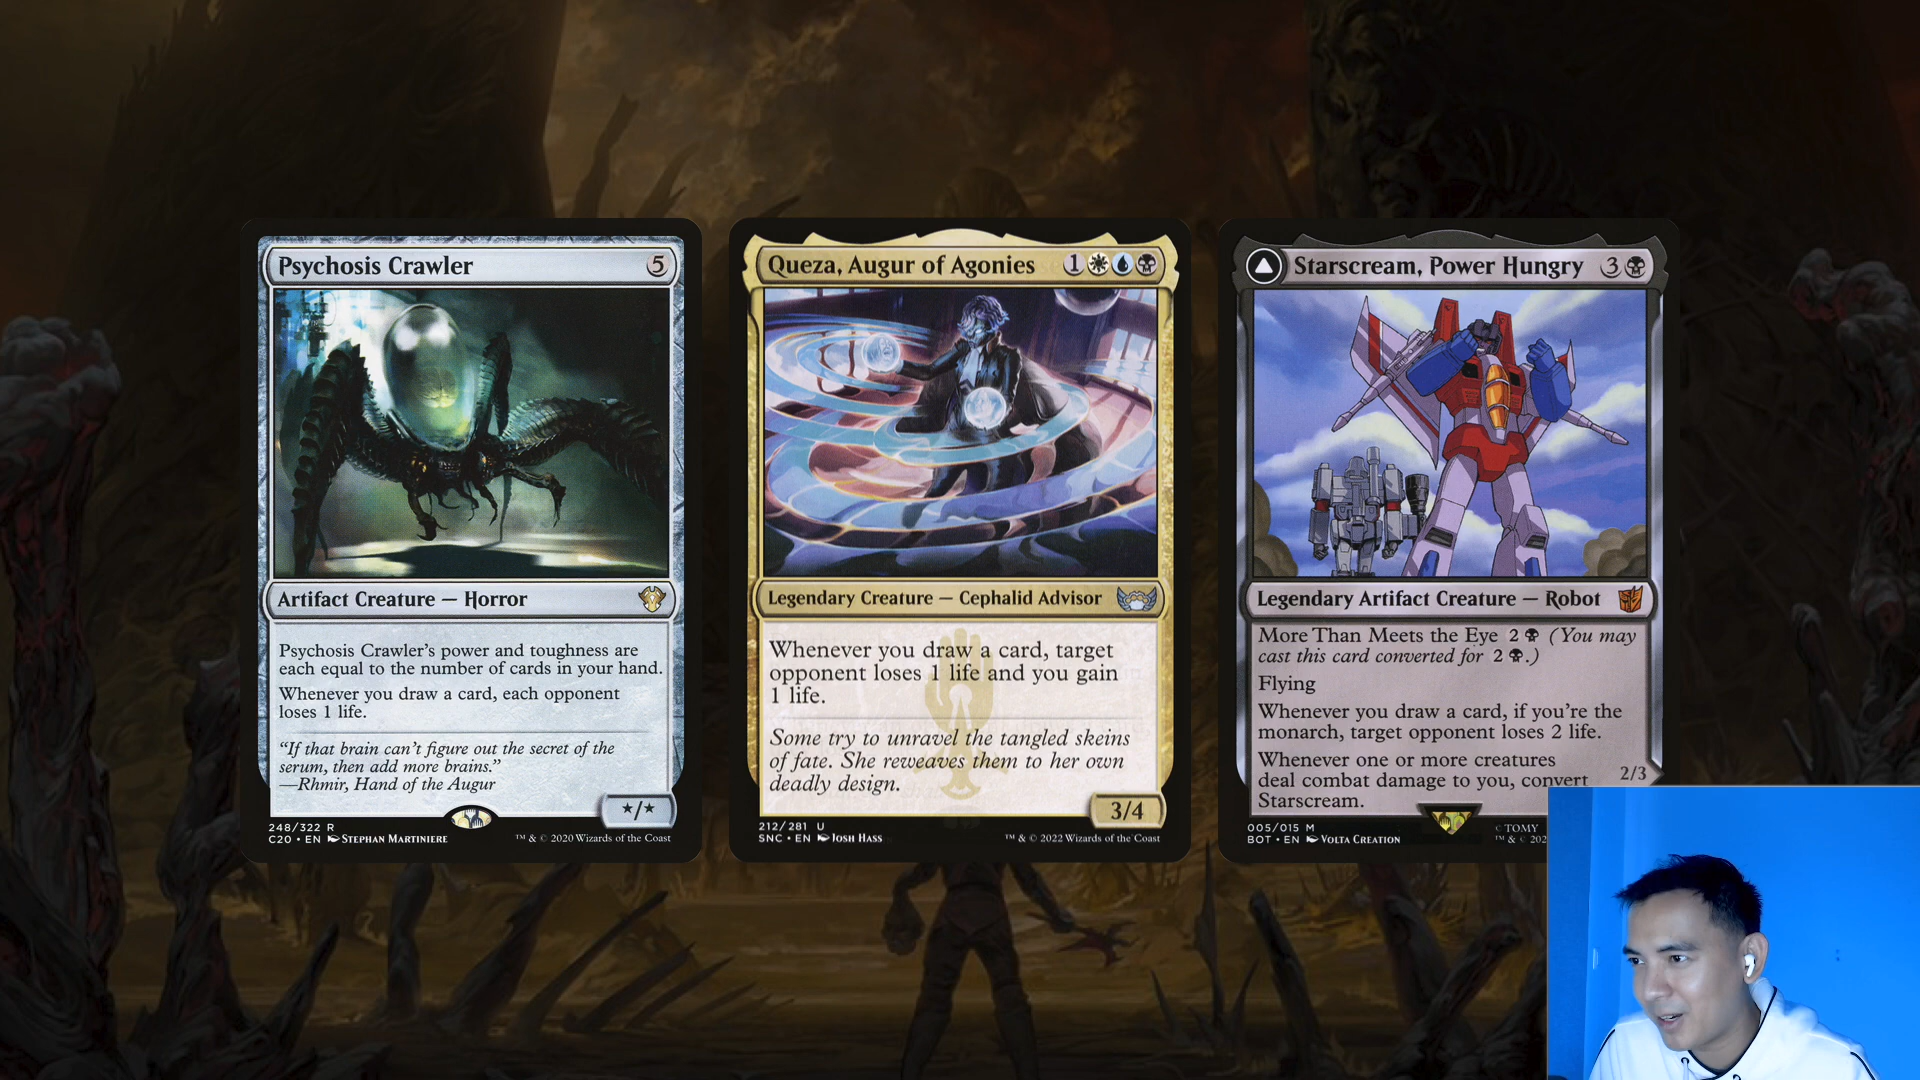 Psychosis Crawler 5
Artifact Creature — Horror
Psychosis Crawler's power and toughness are
each equal to the number of cards in your hand.
Whenever you draw a card, each opponent
loses 1 life.
“If that brain can't figure out the secret of the
serum, then add more brains.”
—Rhmir, Hand of the Augur
★/★
248/322 R
C20 • EN STEPHAN MARTINIERE
™ & © 2020 Wizards of the Coast
Queza, Augur of Agonies 1
Legendary Creature — Cephalid Advisor
Whenever you draw a card, target
opponent loses 1 life and you gain
1 life.
Some try to unravel the tangled skeins
of fate. She reweaves them to her own
deadly design.
3/4
212/281 U
SNC • EN JOSH HASS
™ & © 2022 Wizards of the Coast
Starscream, Power Hungry 3
Legendary Artifact Creature — Robot
More Than Meets the Eye 2 (You may
cast this card converted for 2 .)
Flying
Whenever you draw a card, if you're the
monarch, target opponent loses 2 life.
Whenever one or more creatures
deal combat damage to you, convert
Starscream.
2/3
005/015 M
BOT • EN VOLTA CREATION
© TOMY
™ & © 202